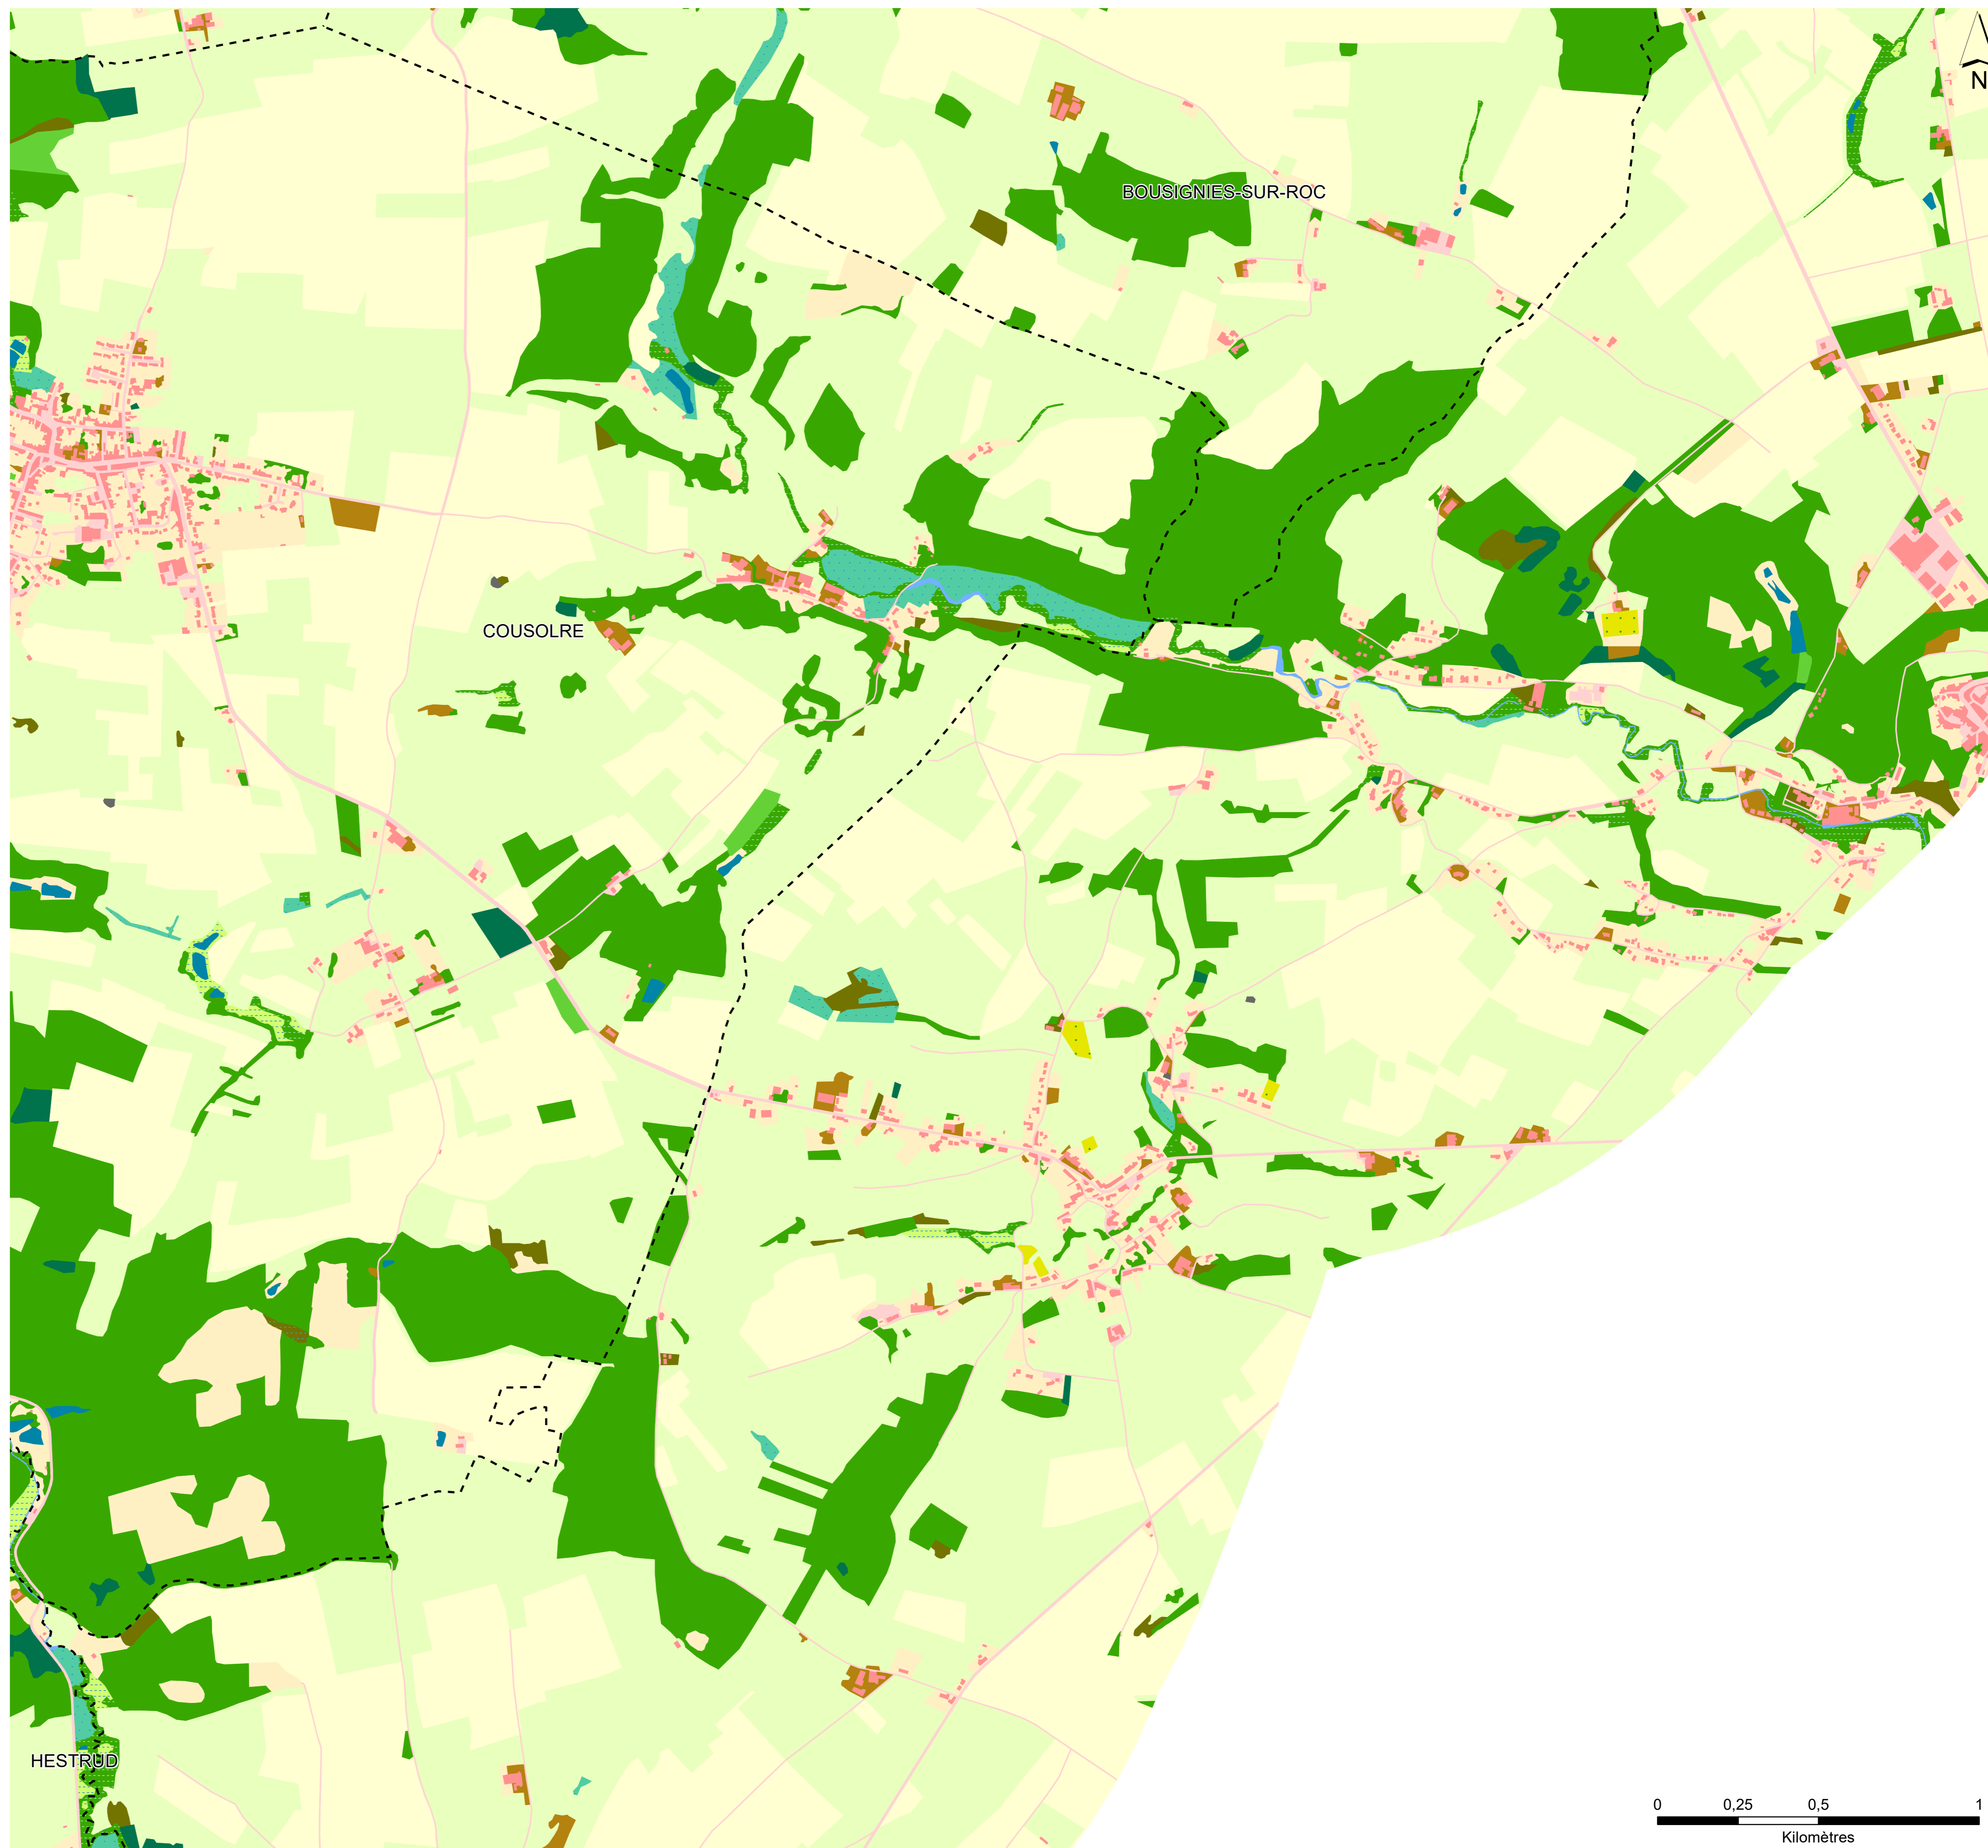 N
BOUSIGNIES-SUR-ROC
COUSOLRE
HESTRUD
0 0,25 0,5 1
Kilomètres